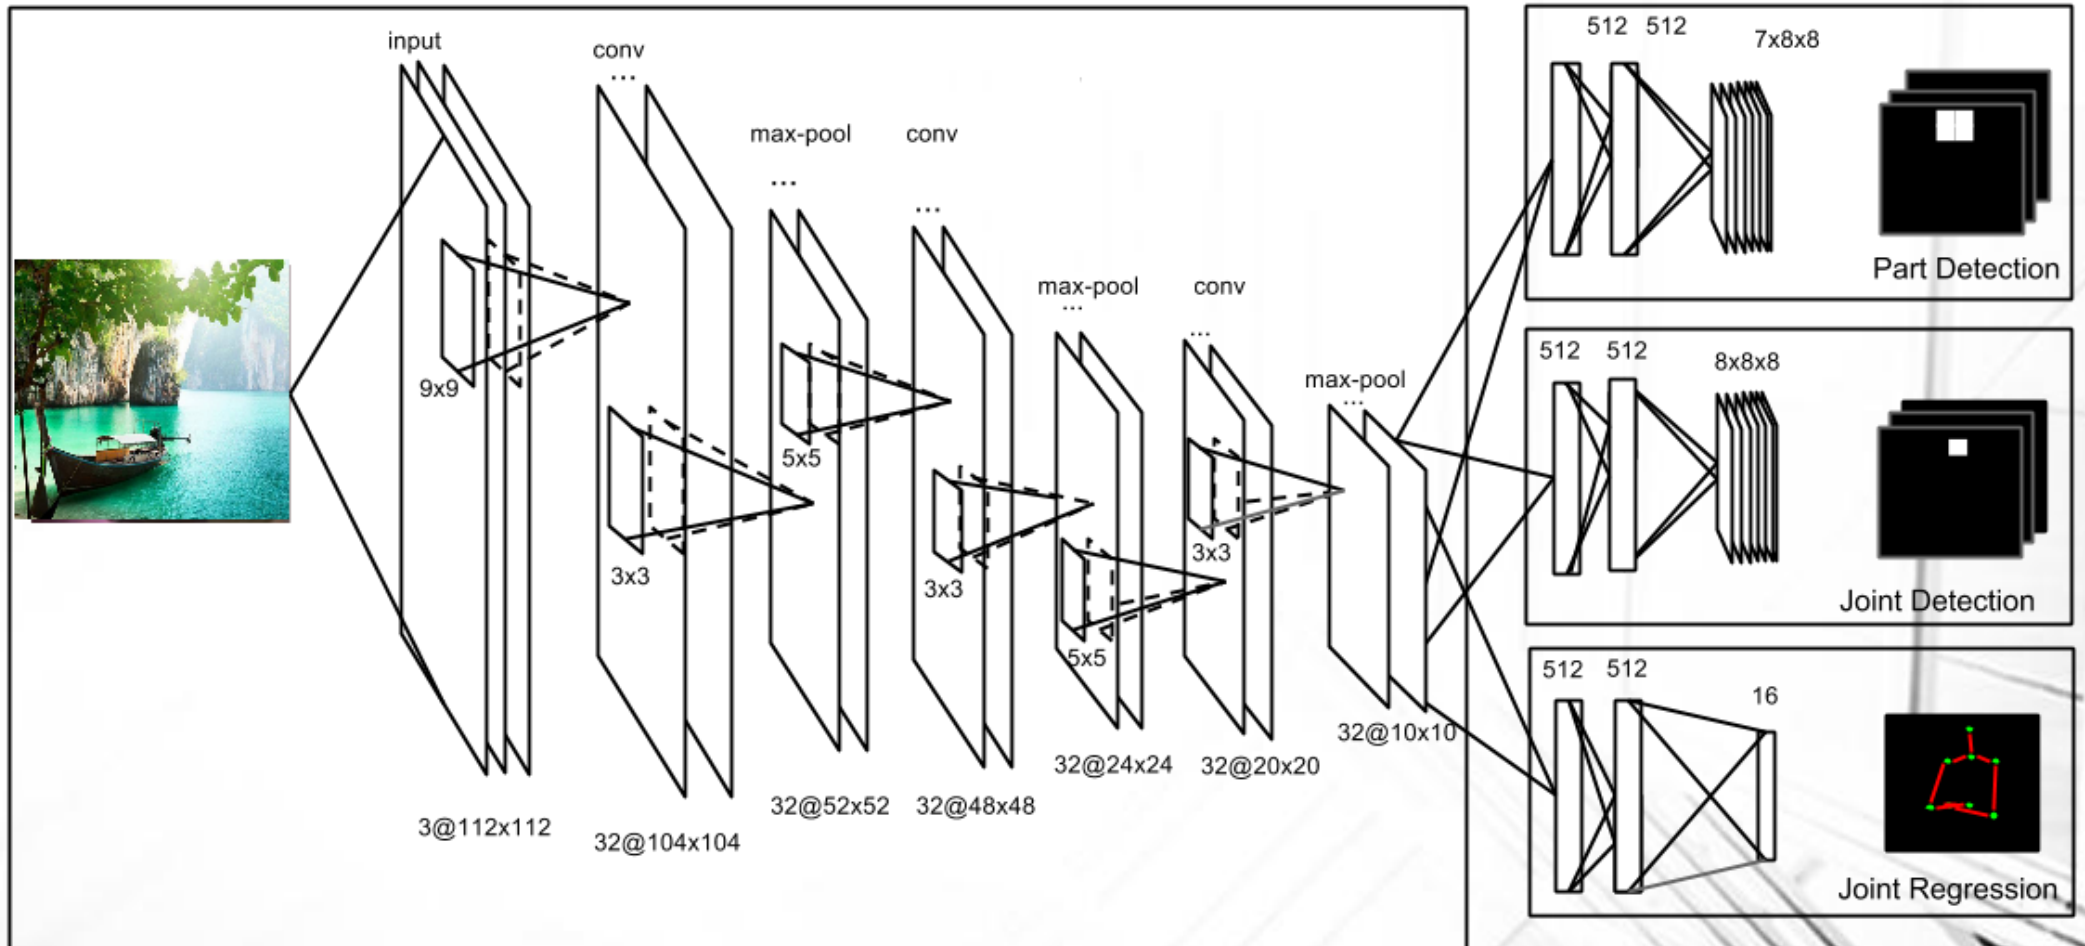 input
conv
...
max-pool
...
conv
...
max-pool
...
conv
...
max-pool
...
9x9
3x3
5x5
3x3
5x5
3x3
3@112x112
32@104x104
32@52x52
32@48x48
32@24x24
32@20x20
32@10x10
512 512
7x8x8
Part Detection
512 512
8x8x8
Joint Detection
512 512
16
Joint Regression